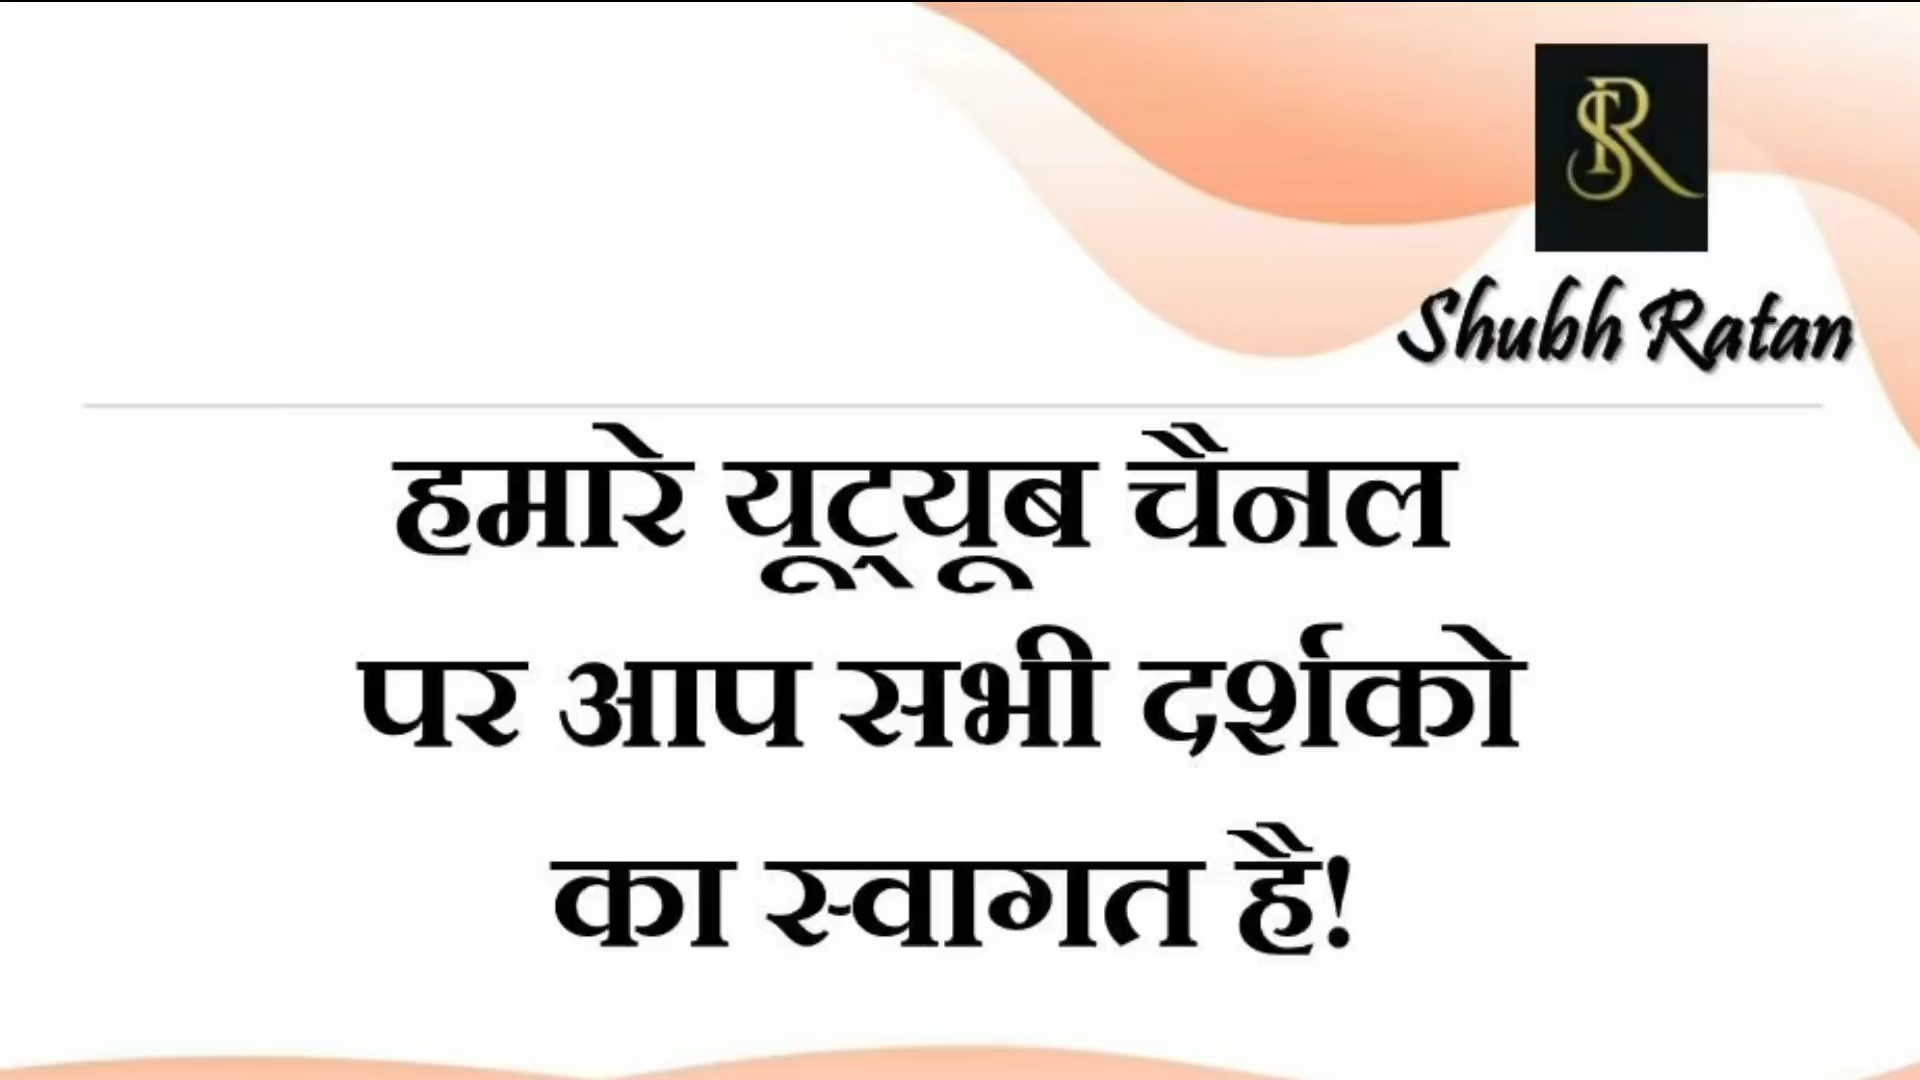 SR
Shubh Ratan
हमारे यूट्यूब चैनल
पर आप सभी दर्शको
का स्वागत है!